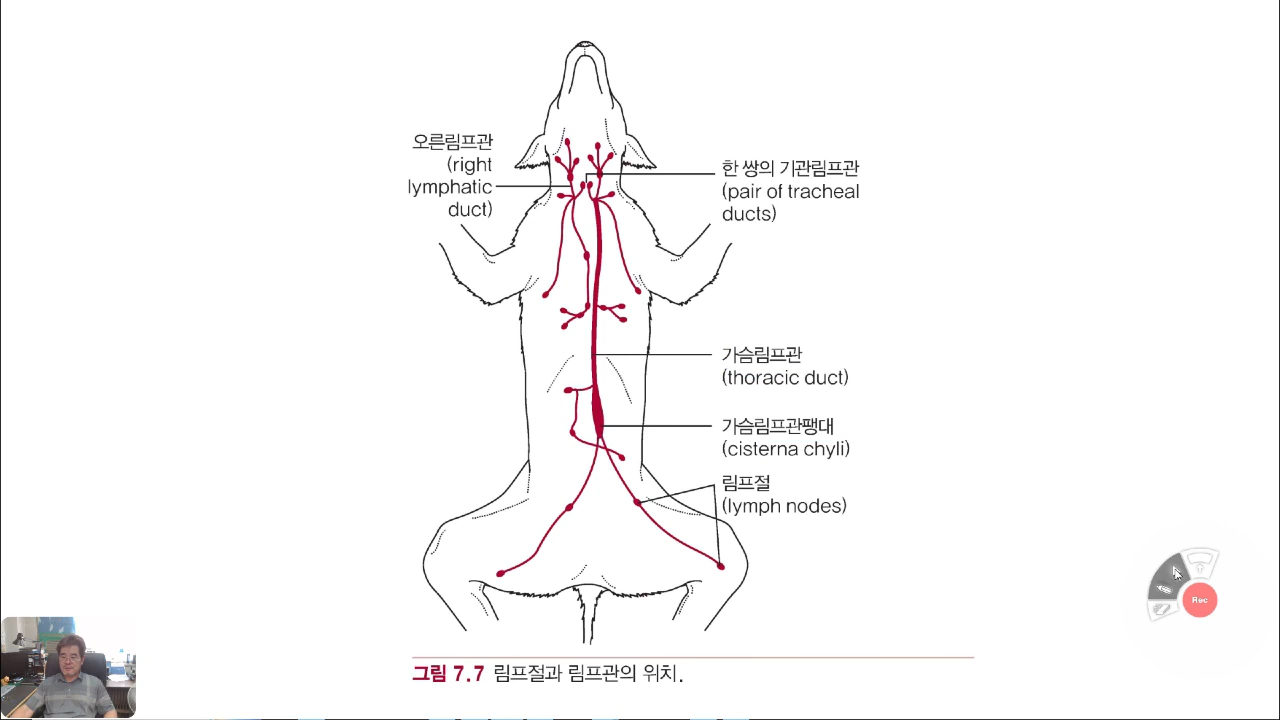 오른림프관
(right
lymphatic
duct)
한 쌍의 기관림프관
(pair of tracheal
ducts)
가슴림프관
(thoracic duct)
가슴림프관팽대
(cisterna chyli)
림프절
(lymph nodes)
Rec
그림 7.7 림프절과 림프관의 위치.